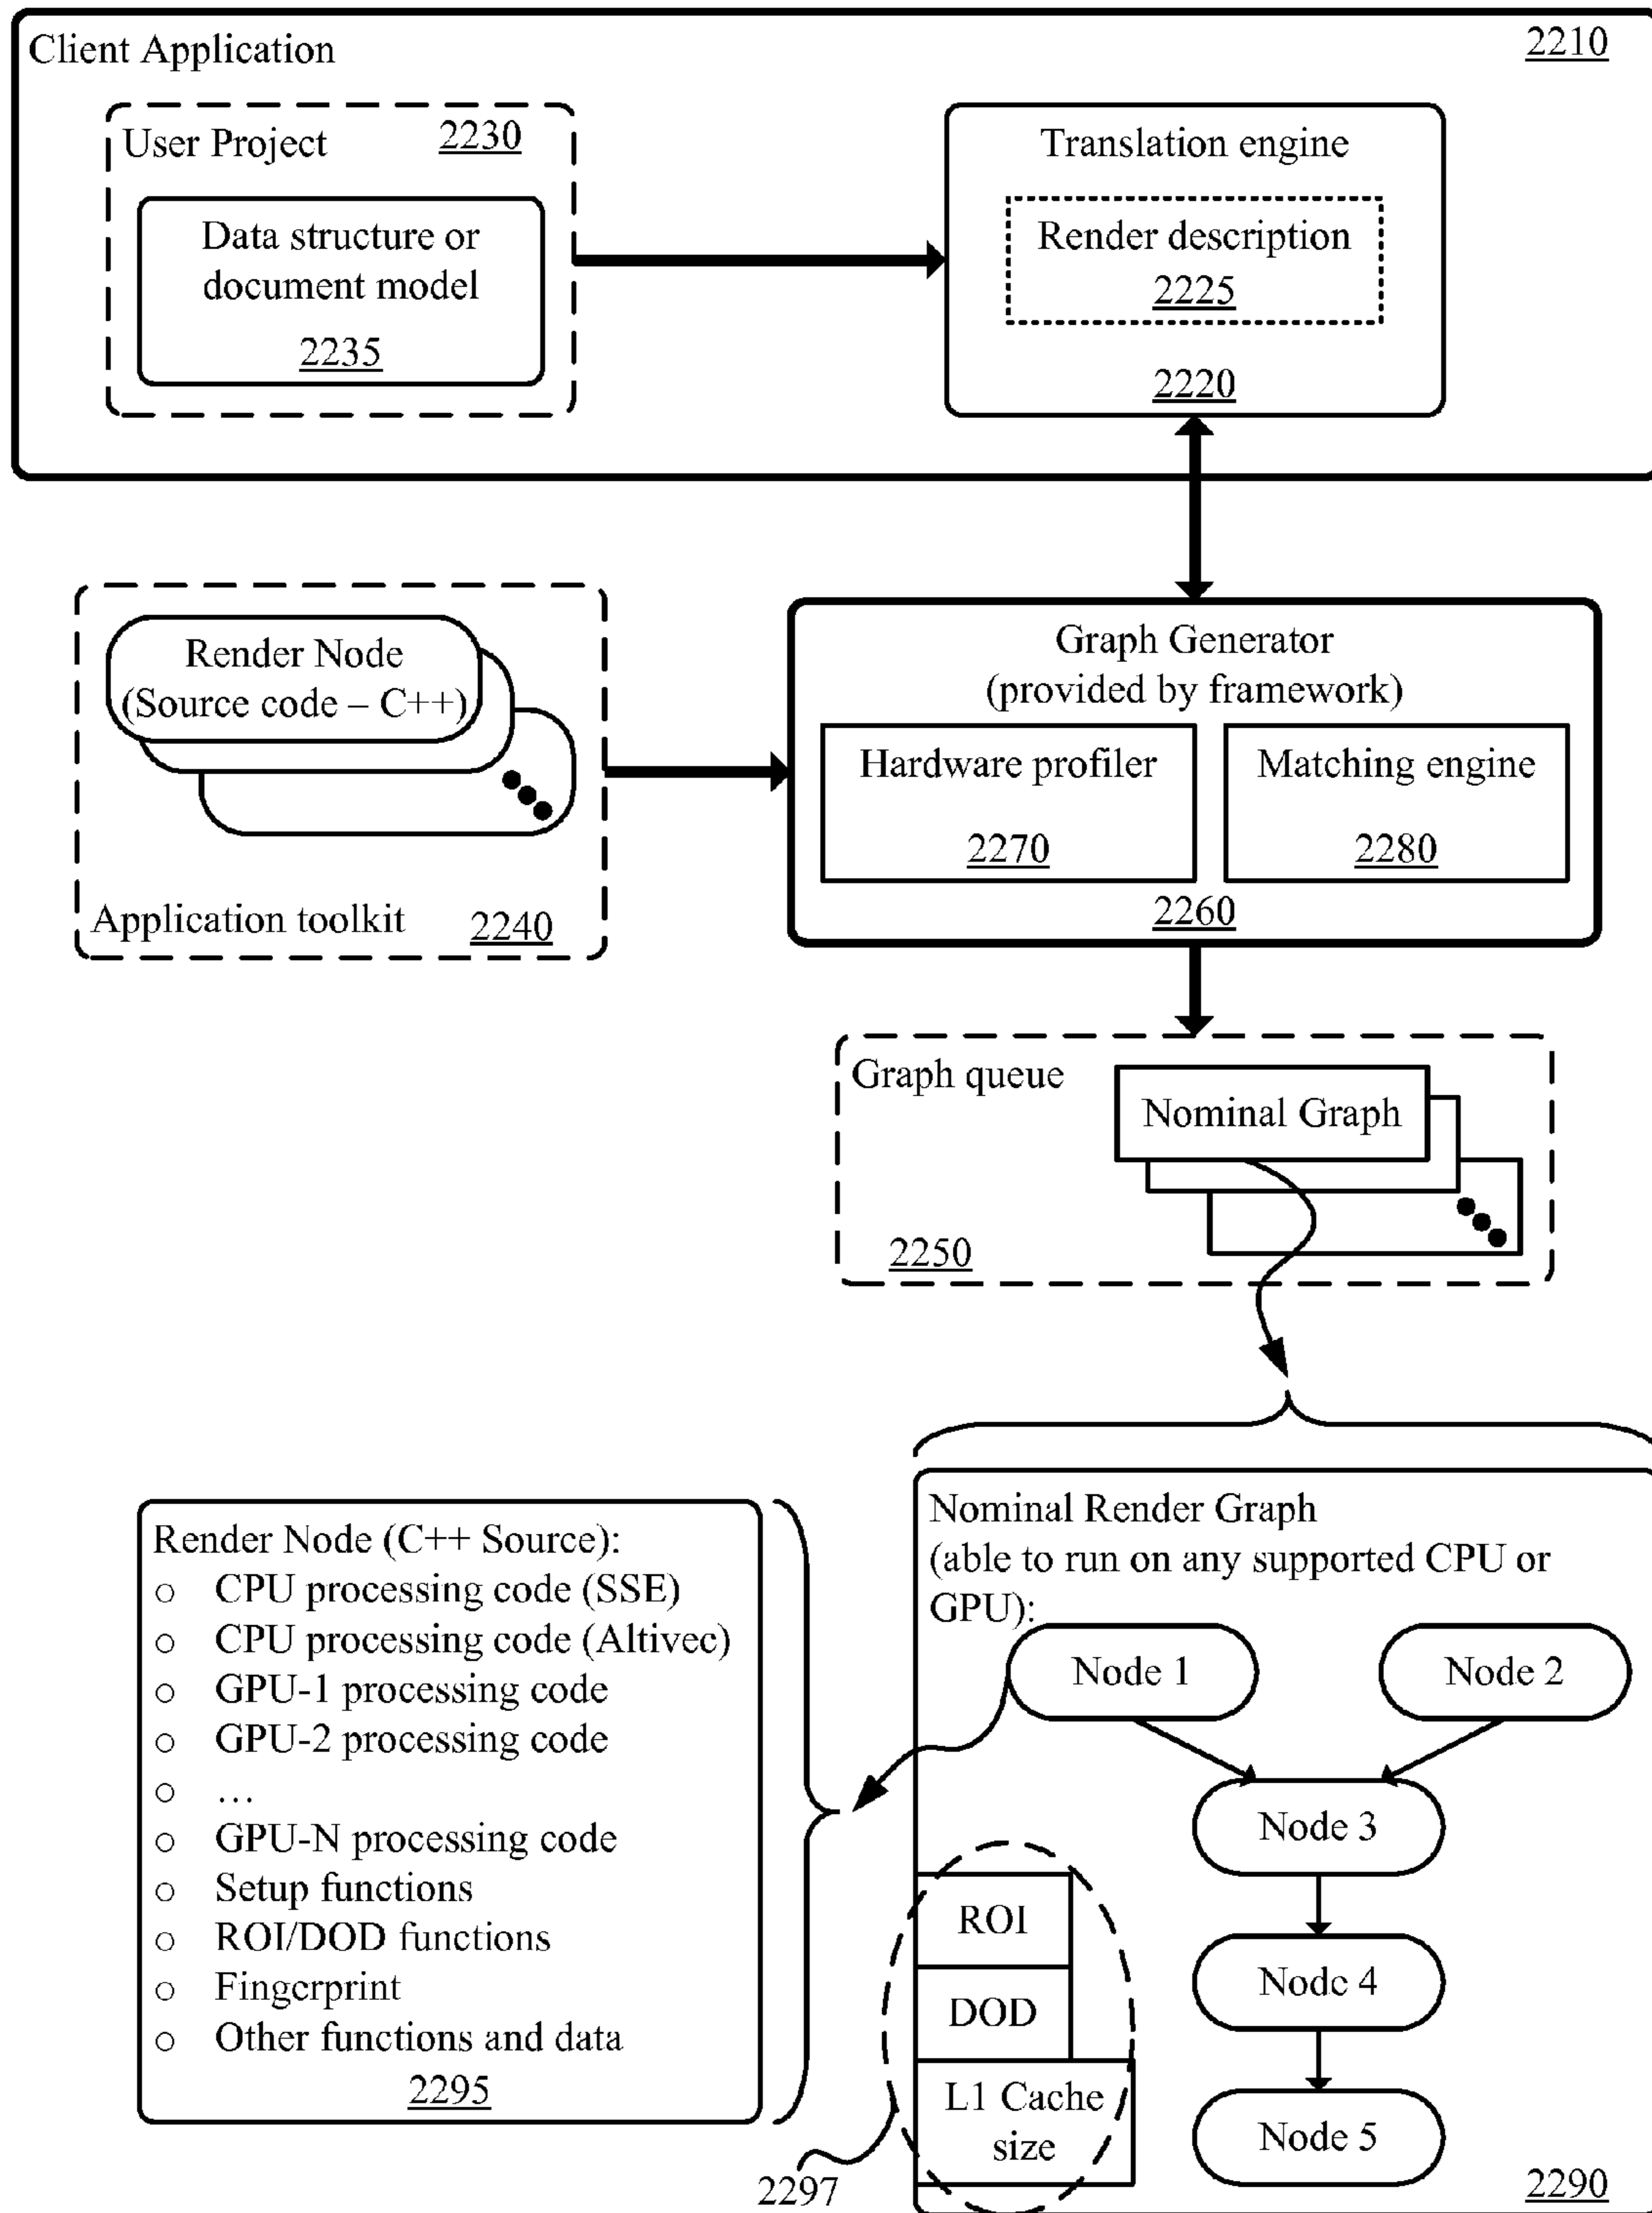 Client Application
2210
User Project
2230
Data structure or
document model
2235
Translation engine
Render description
2225
2220
Render Node
(Source code – C++)
Application toolkit
2240
Graph Generator
(provided by framework)
Hardware profiler
2270
Matching engine
2280
2260
Graph queue
Nominal Graph
2250
Render Node (C++ Source):
○ CPU processing code (SSE)
○ CPU processing code (Altivec)
○ GPU-1 processing code
○ GPU-2 processing code
○ …
○ GPU-N processing code
○ Setup functions
○ ROI/DOD functions
○ Fingerprint
○ Other functions and data
2295
Nominal Render Graph
(able to run on any supported CPU or
GPU):
Node 1
Node 2
Node 3
Node 4
Node 5
ROI
DOD
L1 Cache
size
2297
2290